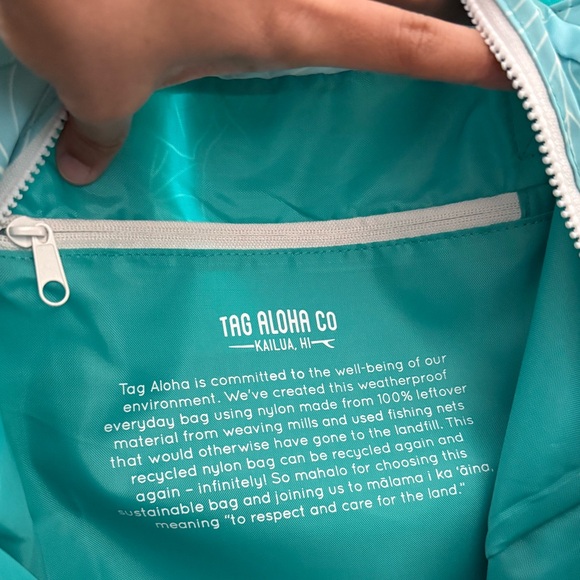 TAG ALOHA CO
KAILUA, HI
Tag Aloha is committed to the well-being of our
environment. We've created this weatherproof
everyday bag using nylon made from 100% leftover
material from weaving mills and used fishing nets
that would otherwise have gone to the landfill. This
recycled nylon bag can be recycled again and
again – infinitely! So mahalo for choosing this
sustainable bag and joining us to mālama i ka ʻāina,
meaning "to respect and care for the land."